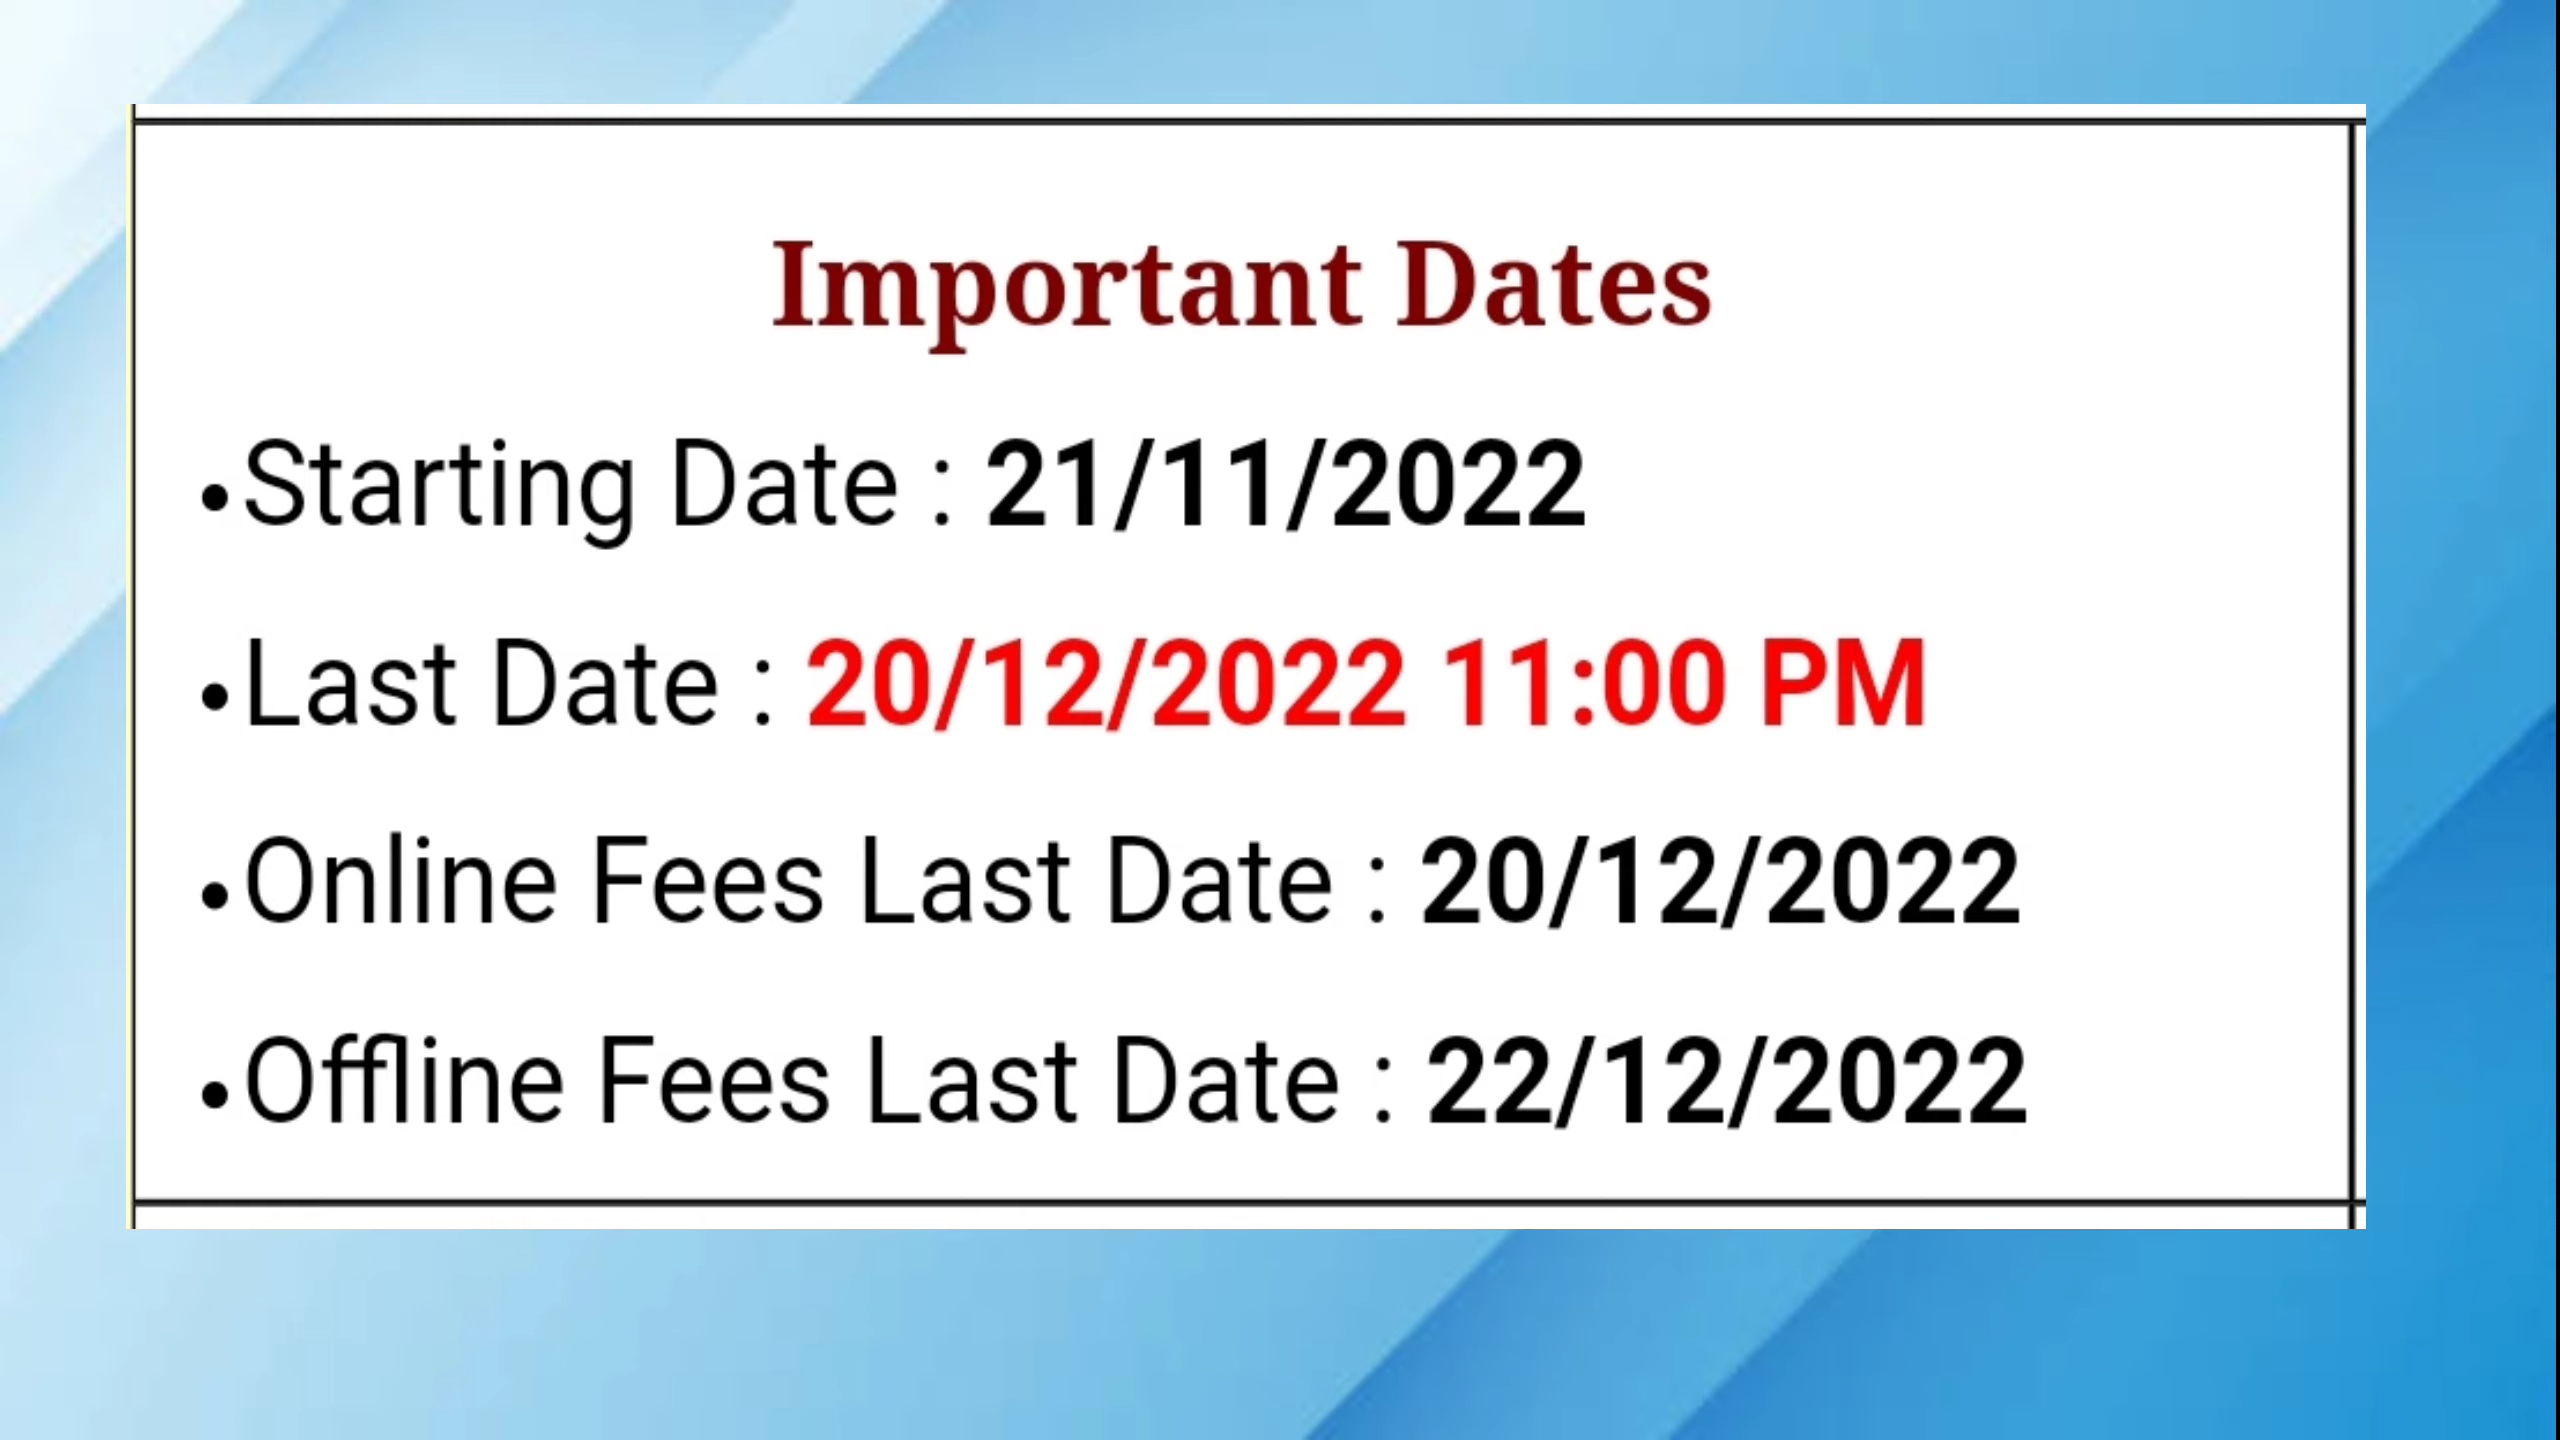 Important Dates
•Starting Date : 21/11/2022
•Last Date : 20/12/2022 11:00 PM
•Online Fees Last Date : 20/12/2022
•Offline Fees Last Date : 22/12/2022